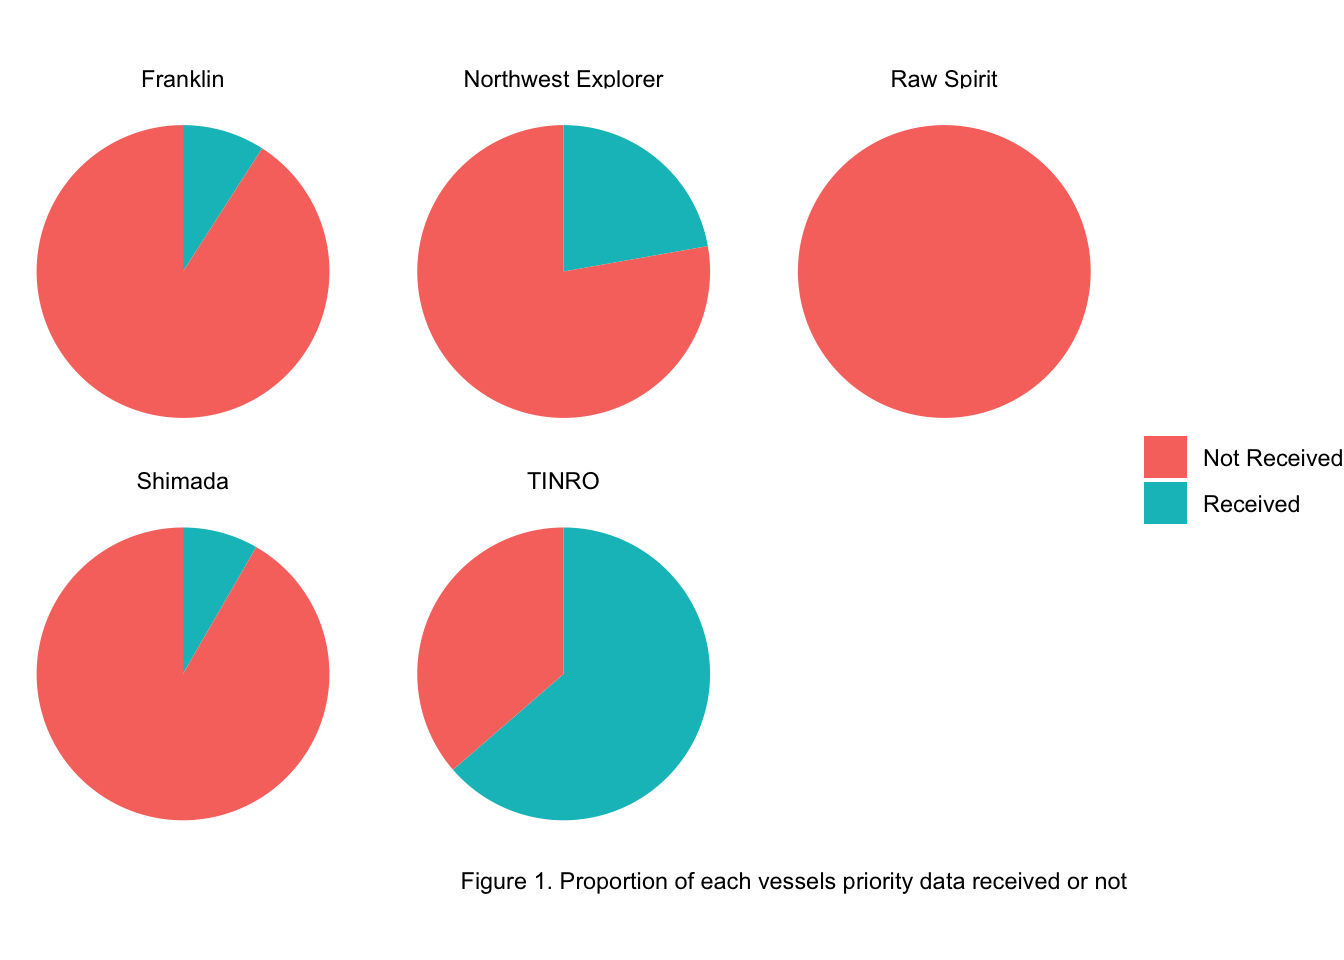 Franklin
Northwest Explorer
Raw Spirit
Not Received
Received
Shimada
TINRO
Figure 1. Proportion of each vessels priority data received or not